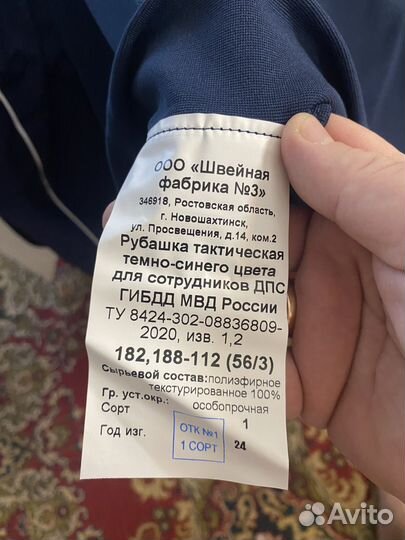 ООО «Швейная
фабрика №3»
346918, Ростовская область,
г. Новошахтинск,
ул. Просвещения, д.14, ком.2
Рубашка тактическая
темно-синего цвета
для сотрудников ДПС
ГИБДД МВД России
ТУ 8424-302-08836809-
2020, изв. 1,2
182,188-112 (56/3)
Сырьевой состав:полиэфирное
текстурированное 100%
Гр. уст.окр.: особопрочная
Сорт 1
Год изг. 24
ОТК №1
1 СОРТ
Avito